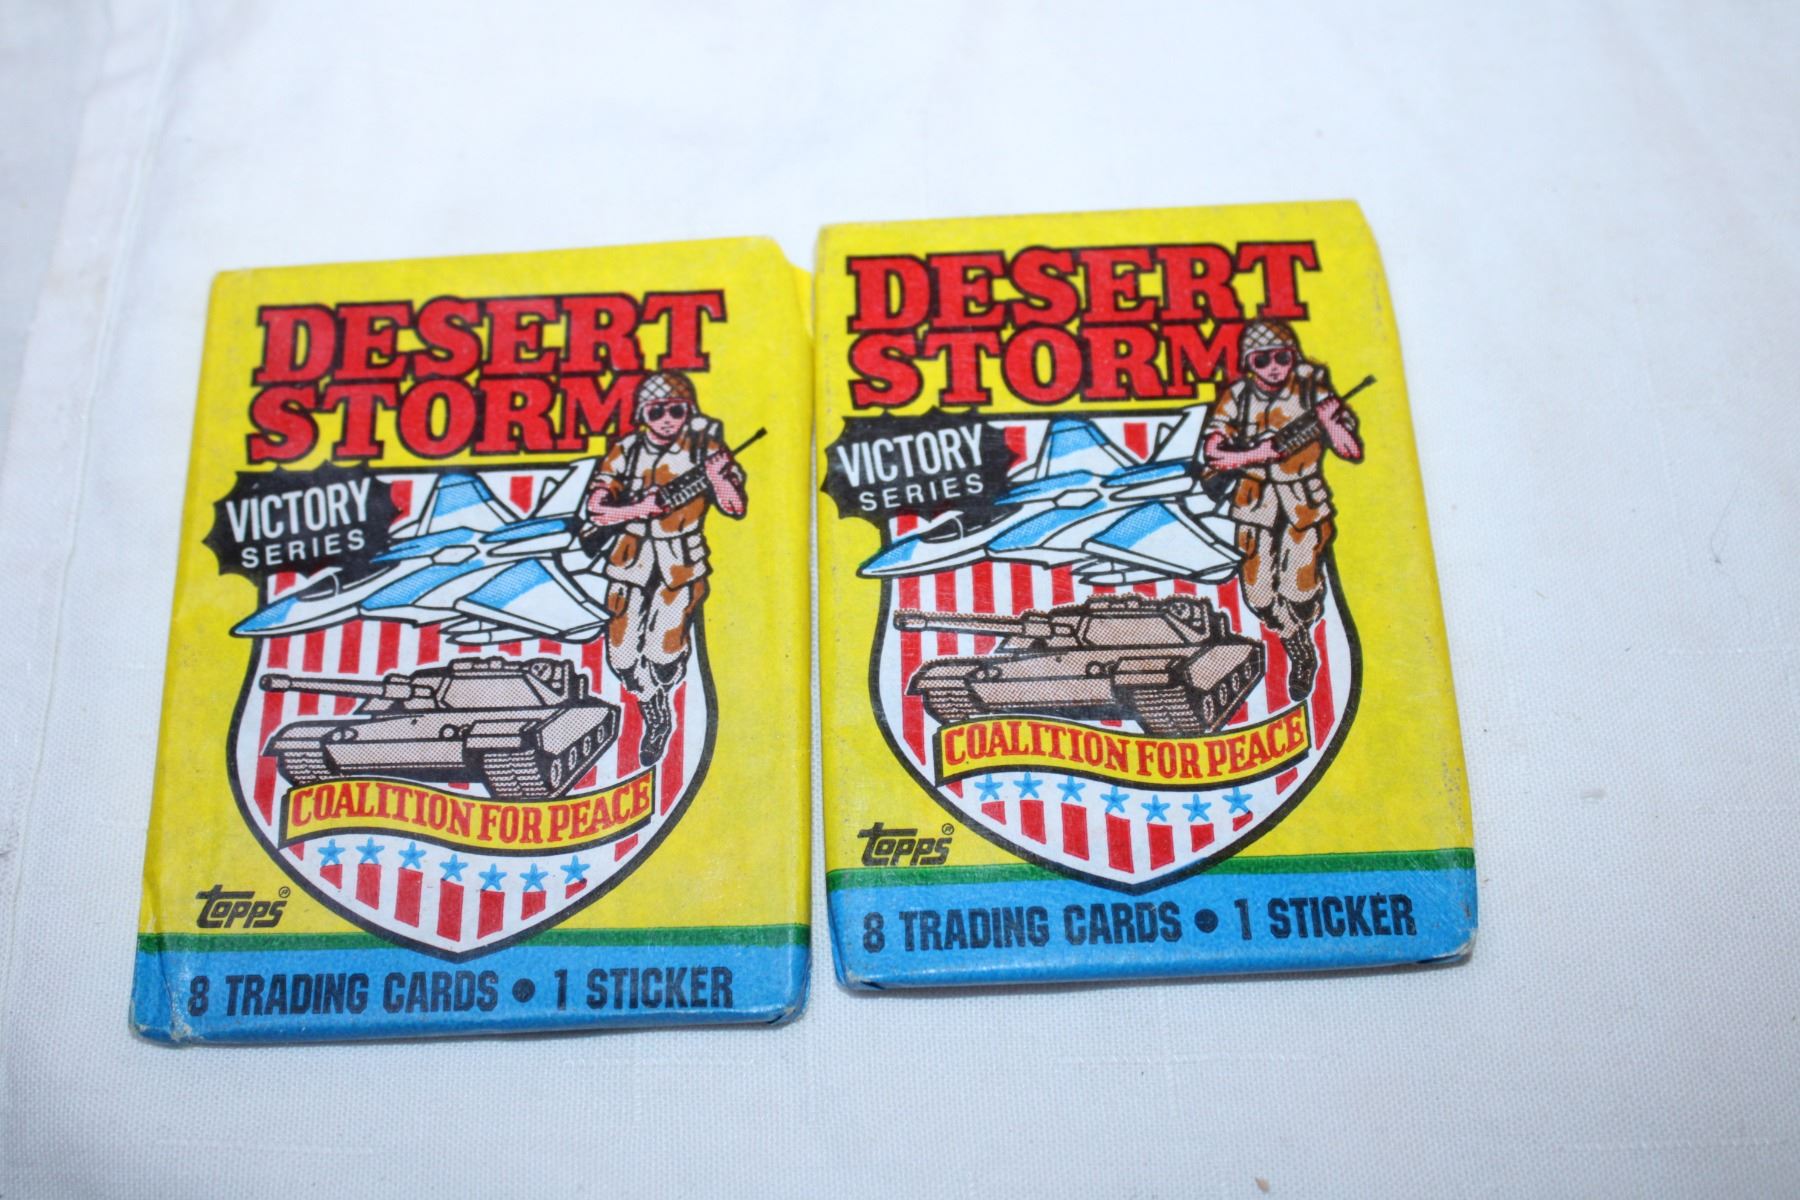 DESERT
STORM
VICTORY
SERIES
COALITION FOR PEACE
topps®
8 TRADING CARDS • 1 STICKER
DESERT
STORM
VICTORY
SERIES
COALITION FOR PEACE
topps®
8 TRADING CARDS • 1 STICKER